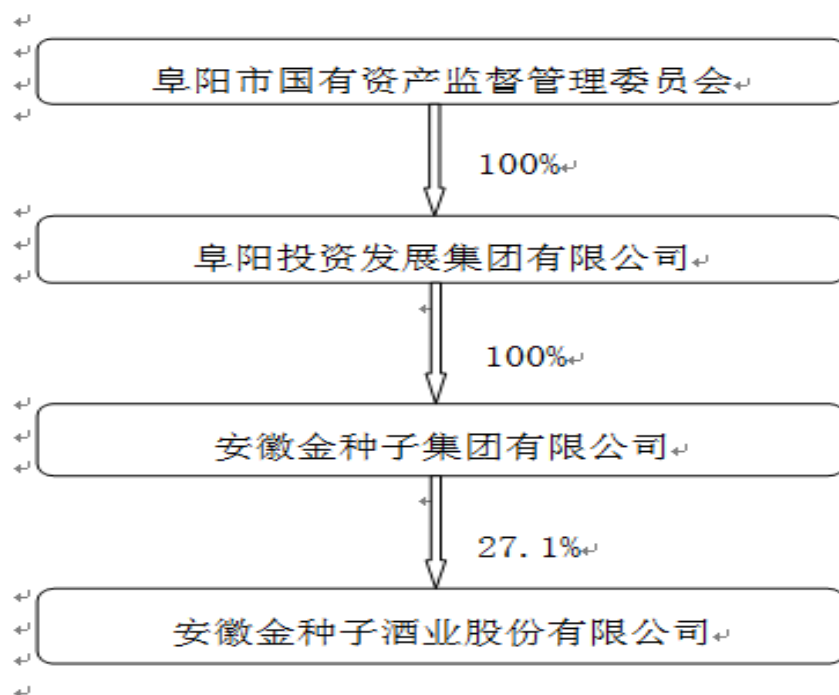 阜阳市国有资产监督管理委员会
100%
阜阳投资发展集团有限公司
100%
安徽金种子集团有限公司
27.1%
安徽金种子酒业股份有限公司